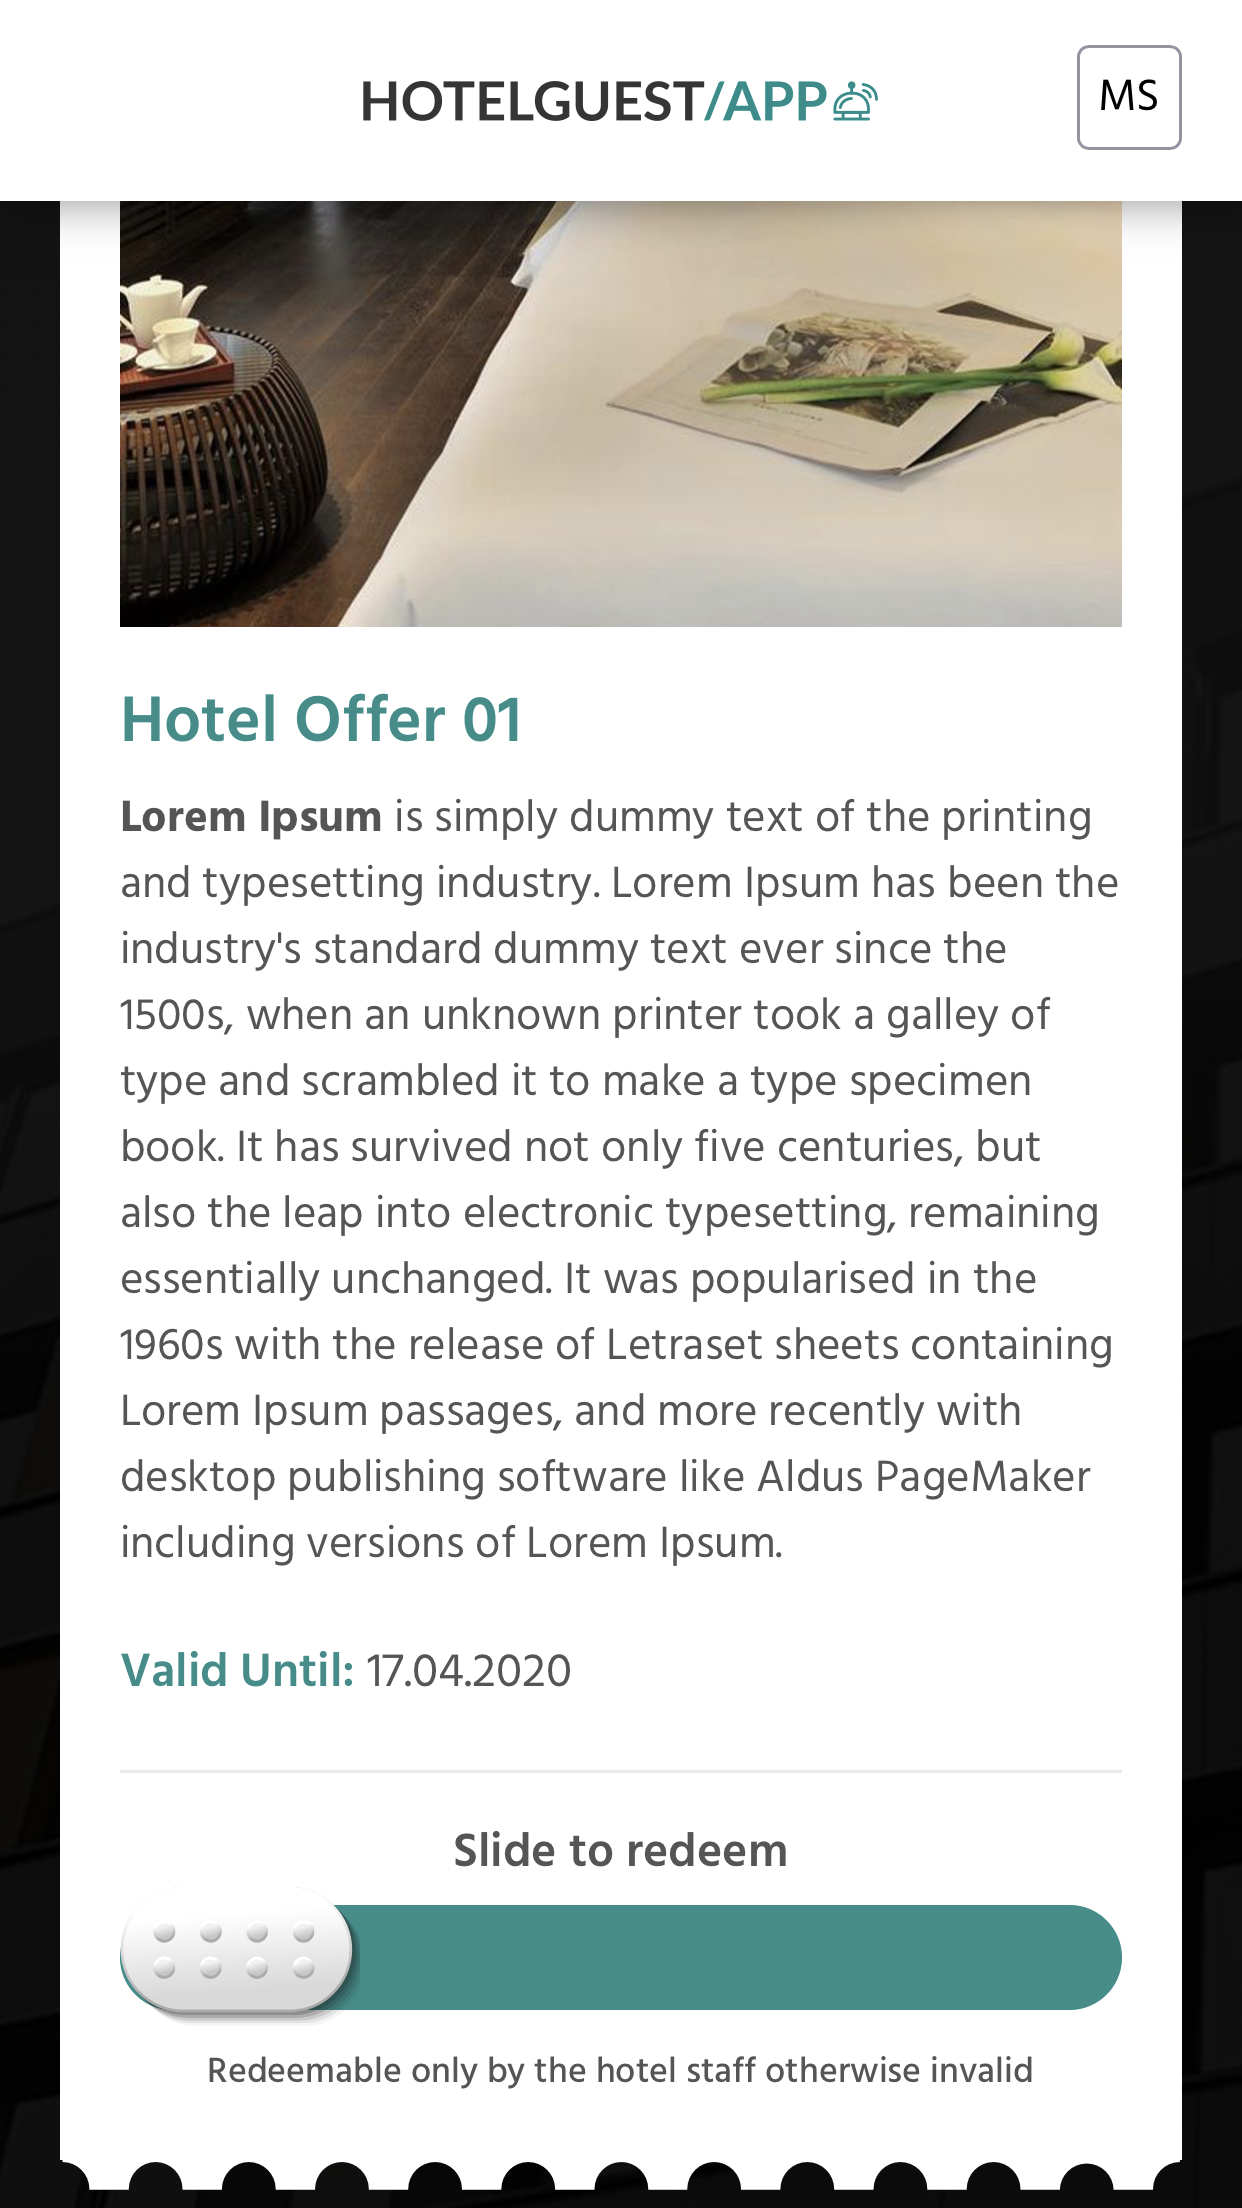 HOTELGUEST/APP
MS
Hotel Offer 01
Lorem Ipsum is simply dummy text of the printing
and typesetting industry. Lorem Ipsum has been the
industry's standard dummy text ever since the
1500s, when an unknown printer took a galley of
type and scrambled it to make a type specimen
book. It has survived not only five centuries, but
also the leap into electronic typesetting, remaining
essentially unchanged. It was popularised in the
1960s with the release of Letraset sheets containing
Lorem Ipsum passages, and more recently with
desktop publishing software like Aldus PageMaker
including versions of Lorem Ipsum.
Valid Until: 17.04.2020
Slide to redeem
Redeemable only by the hotel staff otherwise invalid